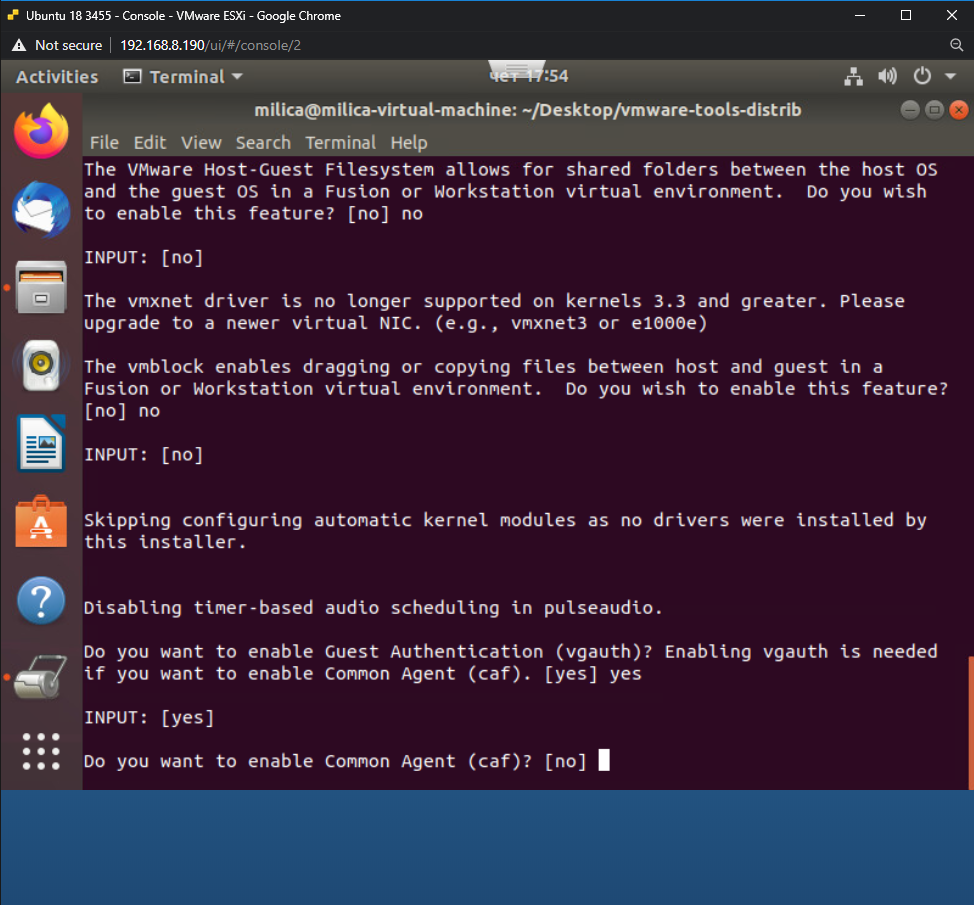 Ubuntu 18 3455 - Console - VMware ESXi - Google Chrome
Not secure 192.168.8.190/ui/#/console/2
Activities Terminal чет 17:54
milica@milica-virtual-machine: ~/Desktop/vmware-tools-distrib
File Edit View Search Terminal Help
The VMware Host-Guest Filesystem allows for shared folders between the host OS
and the guest OS in a Fusion or Workstation virtual environment.  Do you wish
to enable this feature? [no] no
INPUT: [no]
The vmxnet driver is no longer supported on kernels 3.3 and greater. Please
upgrade to a newer virtual NIC. (e.g., vmxnet3 or e1000e)
The vmblock enables dragging or copying files between host and guest in a
Fusion or Workstation virtual environment.  Do you wish to enable this feature?
[no] no
INPUT: [no]
Skipping configuring automatic kernel modules as no drivers were installed by
this installer.
Disabling timer-based audio scheduling in pulseaudio.
Do you want to enable Guest Authentication (vgauth)? Enabling vgauth is needed
if you want to enable Common Agent (caf). [yes] yes
INPUT: [yes]
Do you want to enable Common Agent (caf)? [no]